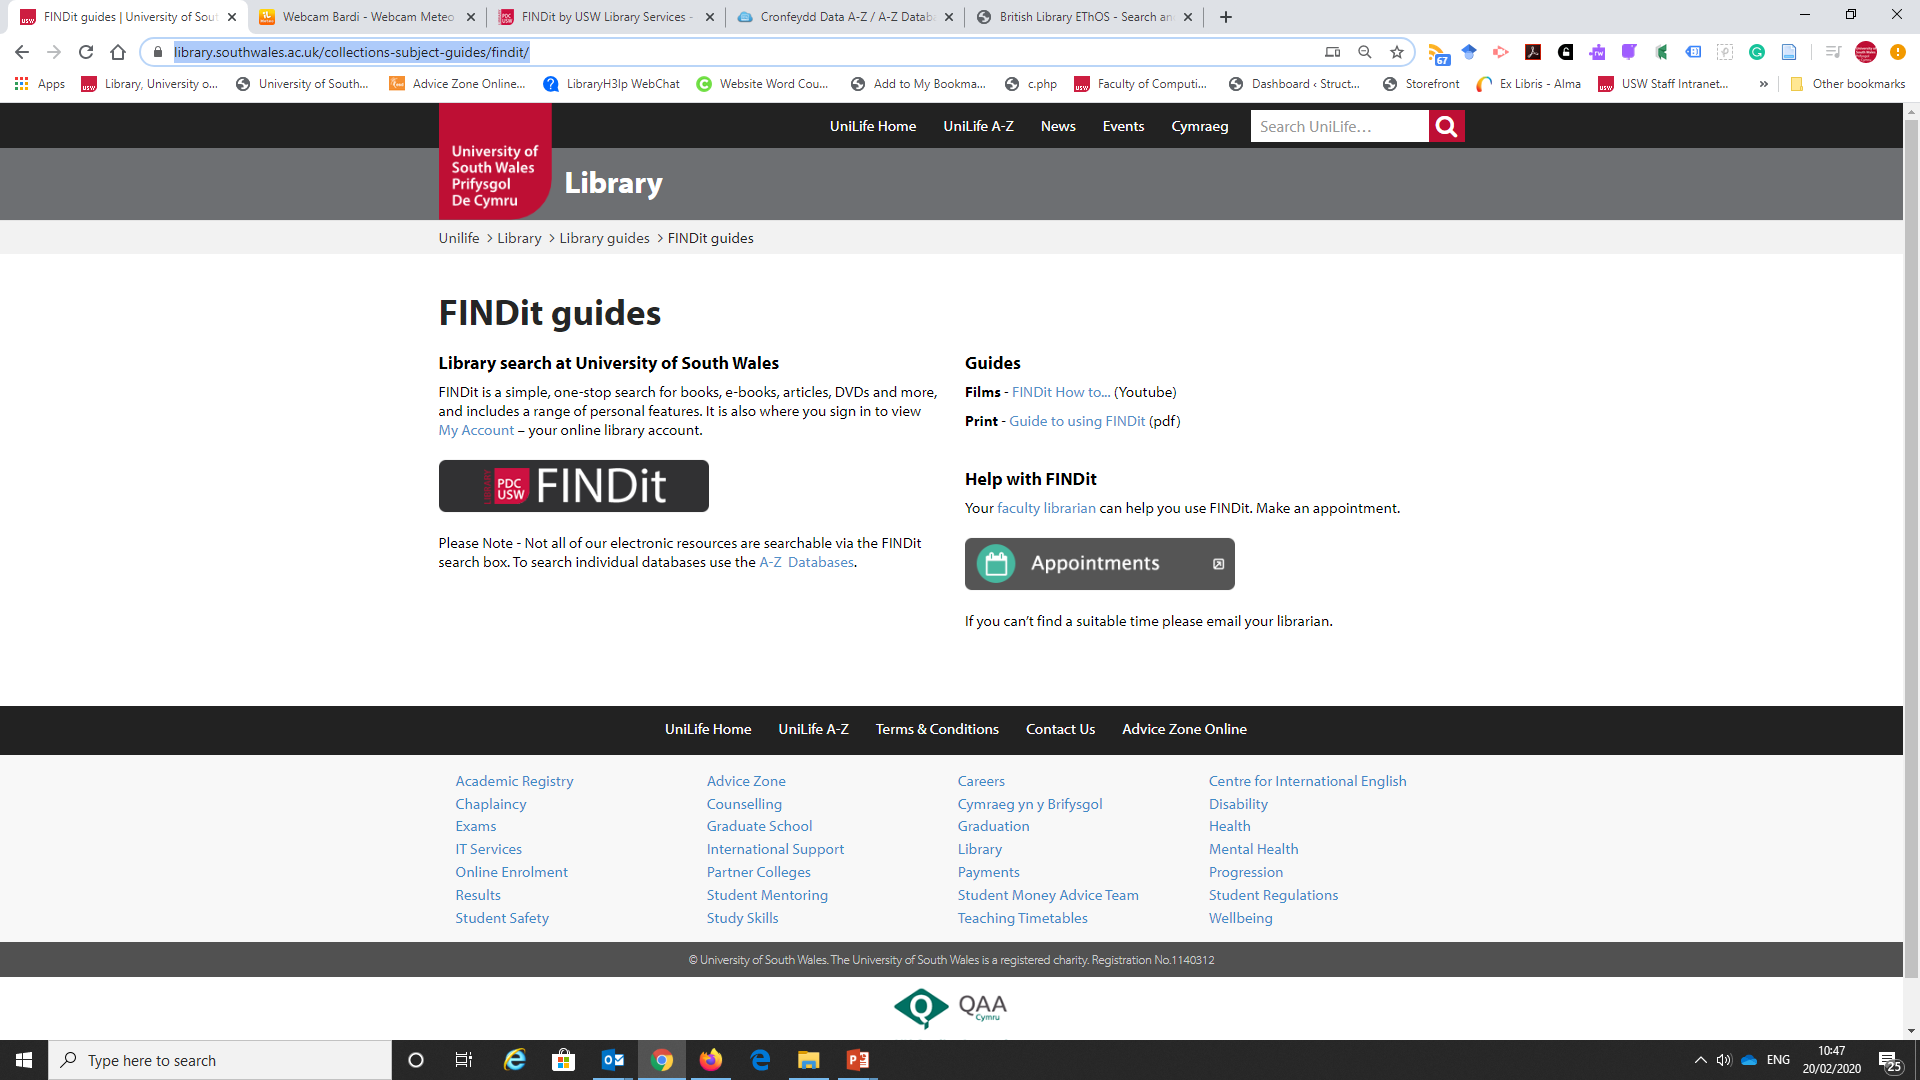 FINDit guides | University of Sout
Webcam Bardi - Webcam Meteo
FINDit by USW Library Services -
Cronfeydd Data A-Z / A-Z Databa
British Library EThOS - Search an
library.southwales.ac.uk/collections-subject-guides/findit/
67
Apps
Library, University o...
University of South...
Advice Zone Online...
LibraryH3lp WebChat
Website Word Cou...
Add to My Bookma...
c.php
Faculty of Computi...
Dashboard ‹ Struct...
Storefront
Ex Libris - Alma
USW Staff Intranet...
»
Other bookmarks
UniLife Home
UniLife A-Z
News
Events
Cymraeg
Search UniLife...
University of
South Wales
Prifysgol
De Cymru
Library
Unilife > Library > Library guides > FINDit guides
FINDit guides
Library search at University of South Wales
FINDit is a simple, one-stop search for books, e-books, articles, DVDs and more,
and includes a range of personal features. It is also where you sign in to view
My Account – your online library account.
LIBRARY PDC USW FINDit
Please Note - Not all of our electronic resources are searchable via the FINDit
search box. To search individual databases use the A-Z Databases.
Guides
Films - FINDit How to... (Youtube)
Print - Guide to using FINDit (pdf)
Help with FINDit
Your faculty librarian can help you use FINDit. Make an appointment.
Appointments
If you can't find a suitable time please email your librarian.
UniLife Home
UniLife A-Z
Terms & Conditions
Contact Us
Advice Zone Online
Academic Registry
Chaplaincy
Exams
IT Services
Online Enrolment
Results
Student Safety
Advice Zone
Counselling
Graduate School
International Support
Partner Colleges
Student Mentoring
Study Skills
Careers
Cymraeg yn y Brifysgol
Graduation
Library
Payments
Student Money Advice Team
Teaching Timetables
Centre for International English
Disability
Health
Mental Health
Progression
Student Regulations
Wellbeing
© University of South Wales. The University of South Wales is a registered charity. Registration No.1140312
QAA
Cymru
Type here to search
ENG
10:47
20/02/2020
25